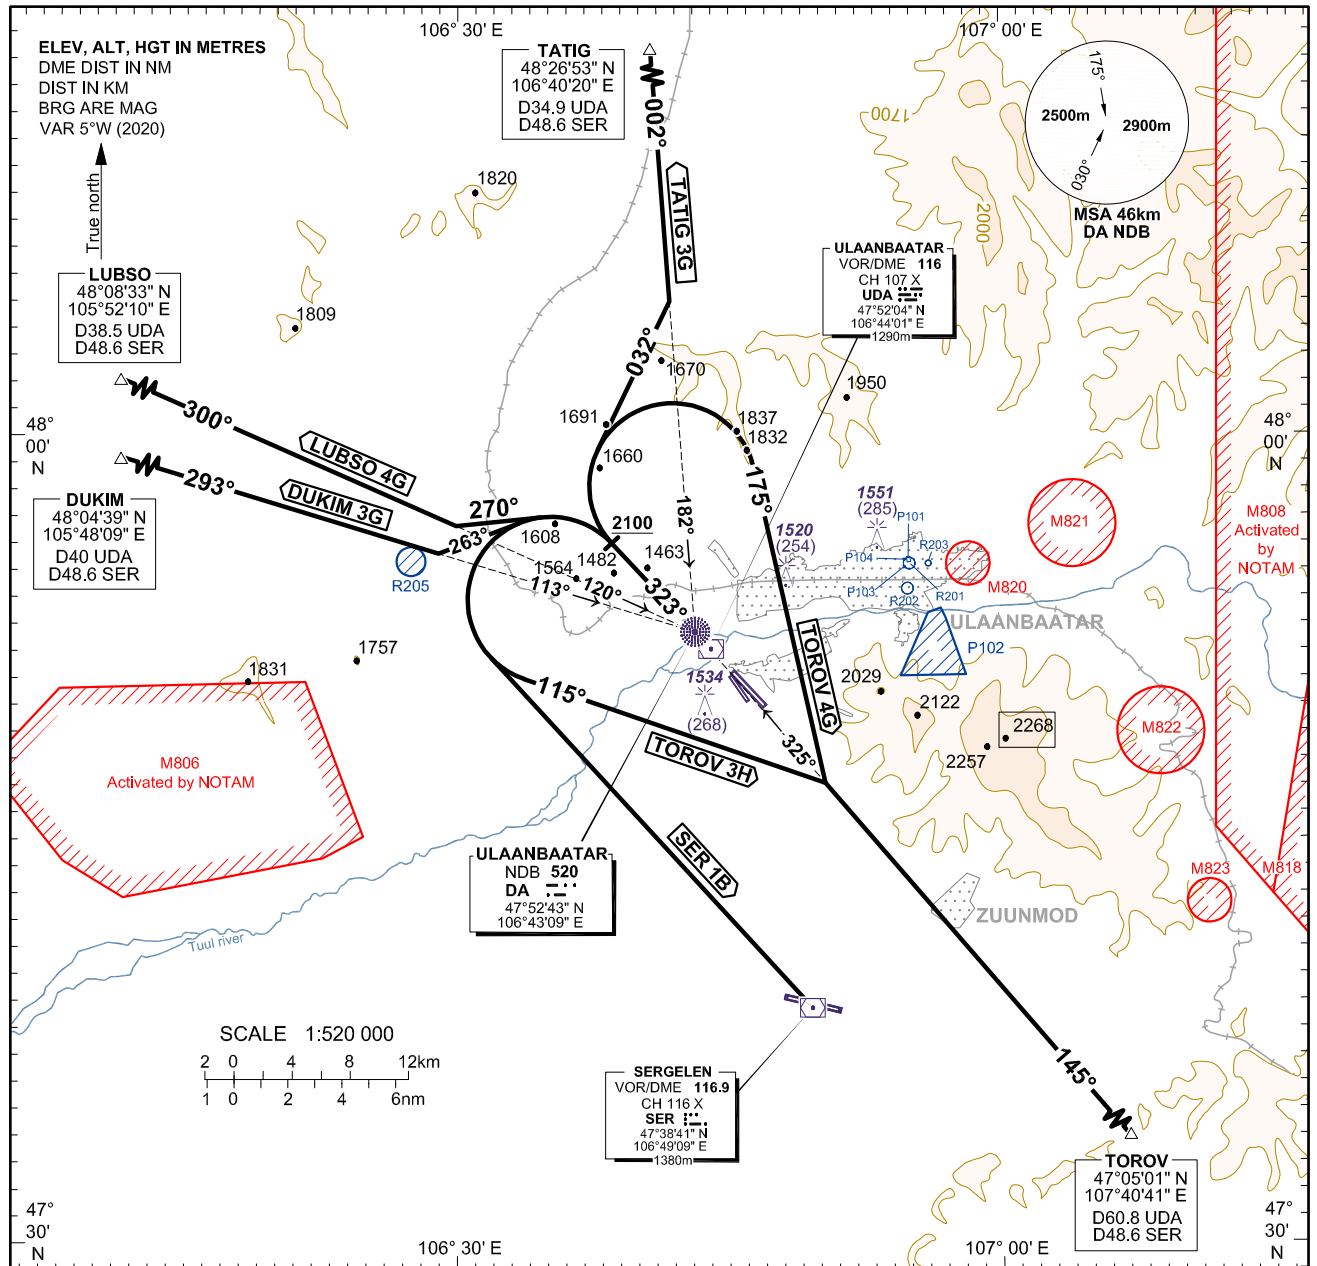 106° 30' E
107° 00' E
ELEV, ALT, HGT IN METRES
DME DIST IN NM
DIST IN KM
BRG ARE MAG
VAR 5°W (2020)
True north
TATIG
48°26'53" N
106°40'20" E
D34.9 UDA
D48.6 SER
002°
TATIG 3G
1700
2000
175°
2500m
2900m
030°
MSA 46km
DA NDB
1820
LUBSO
48°08'33" N
105°52'10" E
D38.5 UDA
D48.6 SER
1809
ULAANBAATAR
VOR/DME 116
CH 107 X
UDA
47°52'04" N
106°44'01" E
1290m
032°
1670
1950
300°
LUBSO 4G
1691
1837
1832
1660
48°
00'
N
48°
00'
N
DUKIM
48°04'39" N
105°48'09" E
D40 UDA
D48.6 SER
293°
DUKIM 3G
270°
263°
2100
1608
1564
1482
1463
182°
175°
1551
(285)
1520
(254)
P101
P104
R203
P103
R202
R201
M821
M820
M808
Activated
by
NOTAM
R205
113°
120°
323°
ULAANBAATAR
P102
1757
1831
115°
1534
(268)
TOROV 4G
2029
2122
2268
2257
M822
M806
Activated by NOTAM
TOROV 3H
325°
SER 1B
ULAANBAATAR
NDB 520
DA
47°52'43" N
106°43'09" E
M823
M818
ZUUNMOD
Tuul river
SCALE 1:520 000
2 0 4 8 12km
1 0 2 4 6nm
SERGELEN
VOR/DME 116.9
CH 116 X
SER
47°38'41" N
106°49'09" E
1380m
145°
TOROV
47°05'01" N
107°40'41" E
D60.8 UDA
D48.6 SER
47°
30'
N
47°
30'
N
106° 30' E
107° 00' E